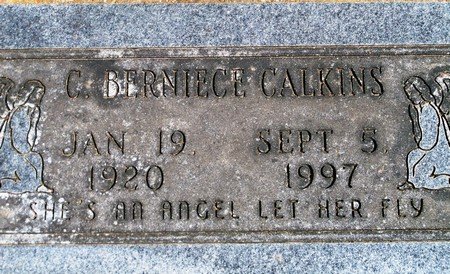 C. BERNIECE CALKINS
JAN 19, SEPT 5,
1920 1997
SHE'S AN ANGEL LET HER FLY